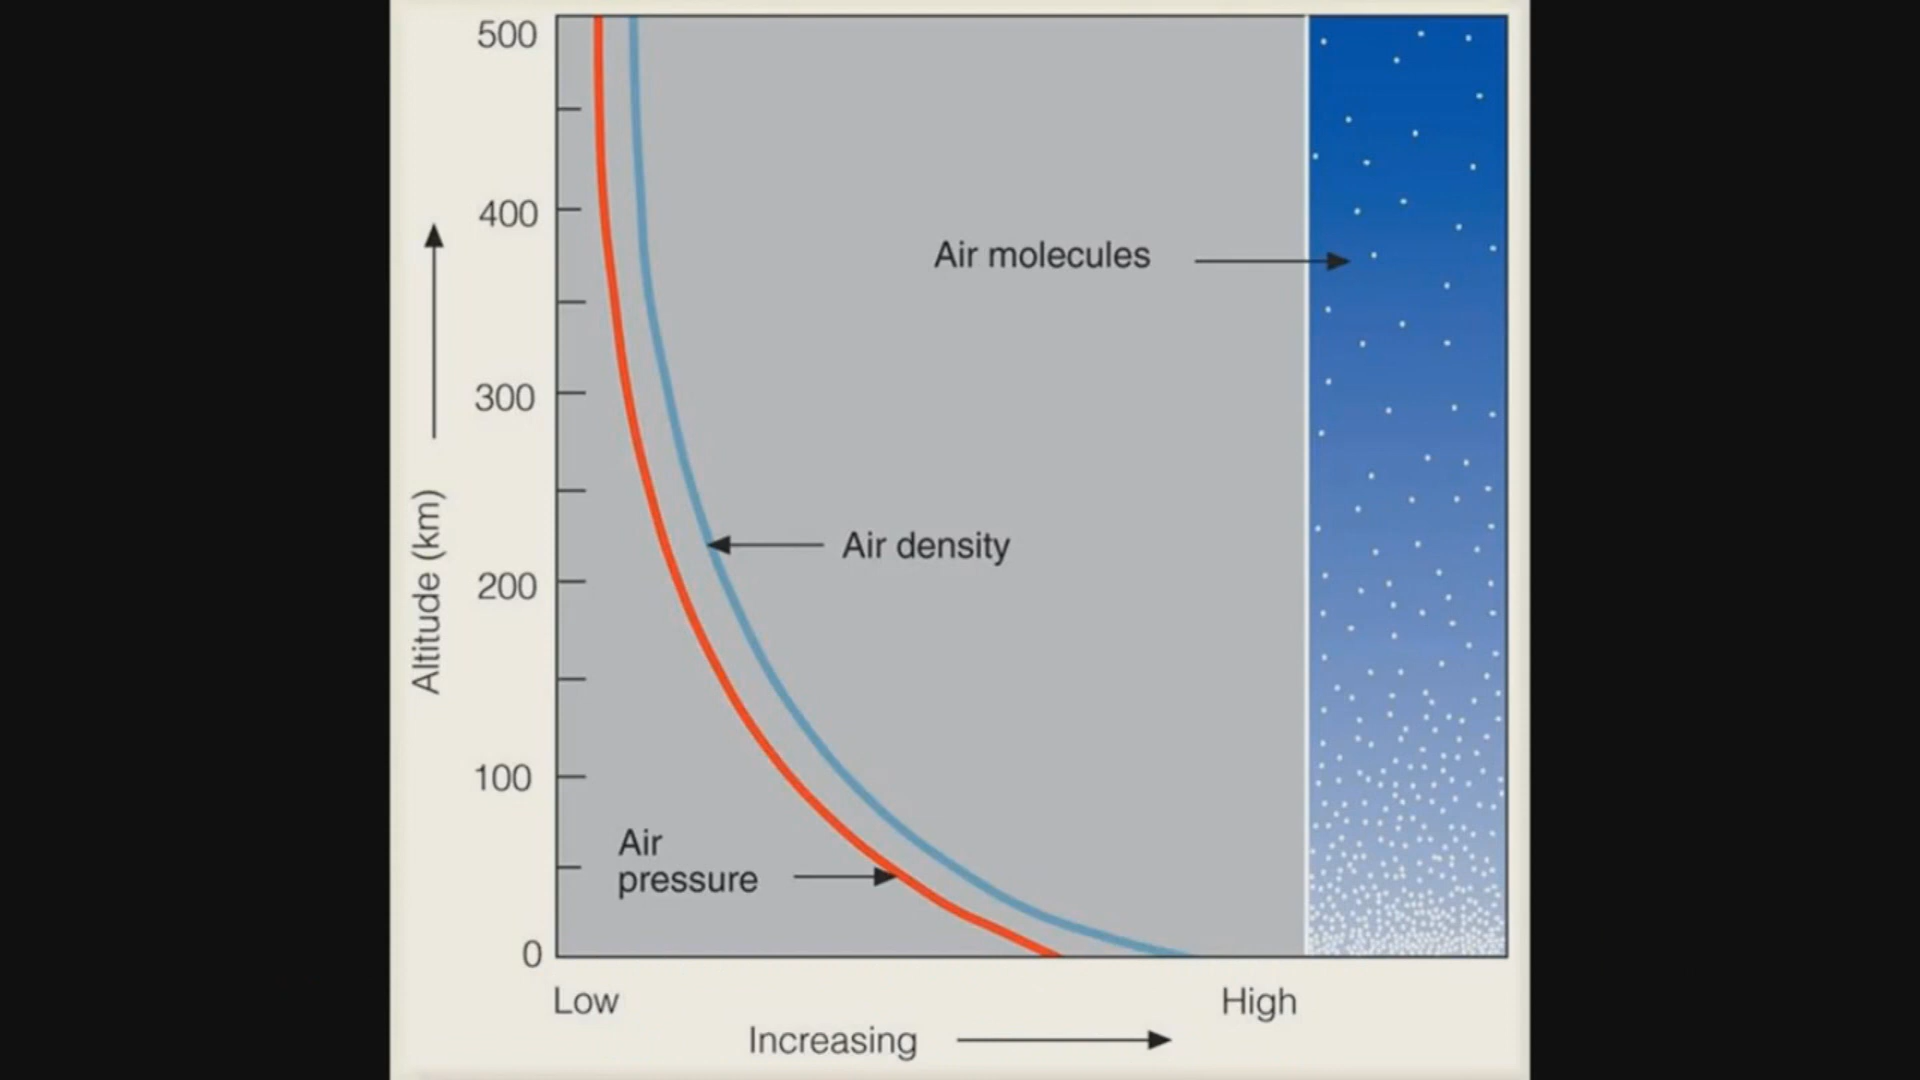 500
400
300
200
100
0
Altitude (km)
Air molecules
Air density
Air
pressure
Low
High
Increasing